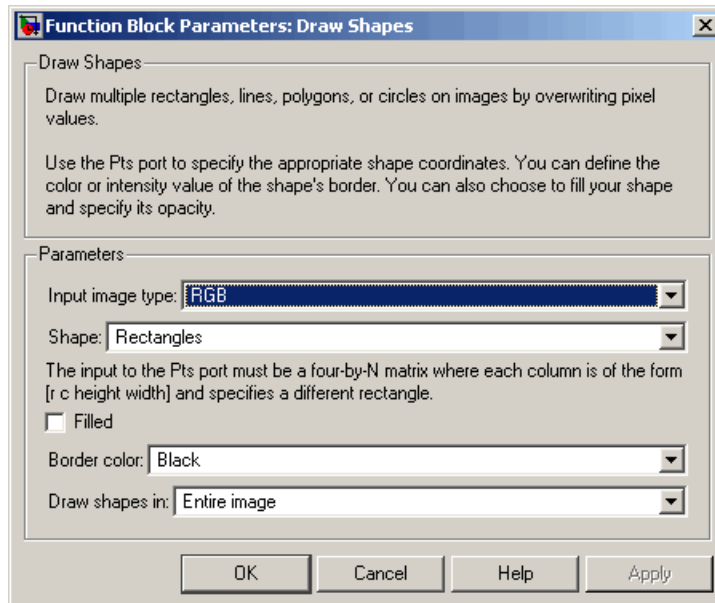 Function Block Parameters: Draw Shapes
Draw Shapes
Draw multiple rectangles, lines, polygons, or circles on images by overwriting pixel
values.
Use the Pts port to specify the appropriate shape coordinates. You can define the
color or intensity value of the shape's border. You can also choose to fill your shape
and specify its opacity.
Parameters
Input image type: RGB
Shape: Rectangles
The input to the Pts port must be a four-by-N matrix where each column is of the form
[r c height width] and specifies a different rectangle.
Filled
Border color: Black
Draw shapes in: Entire image
OK Cancel Help Apply